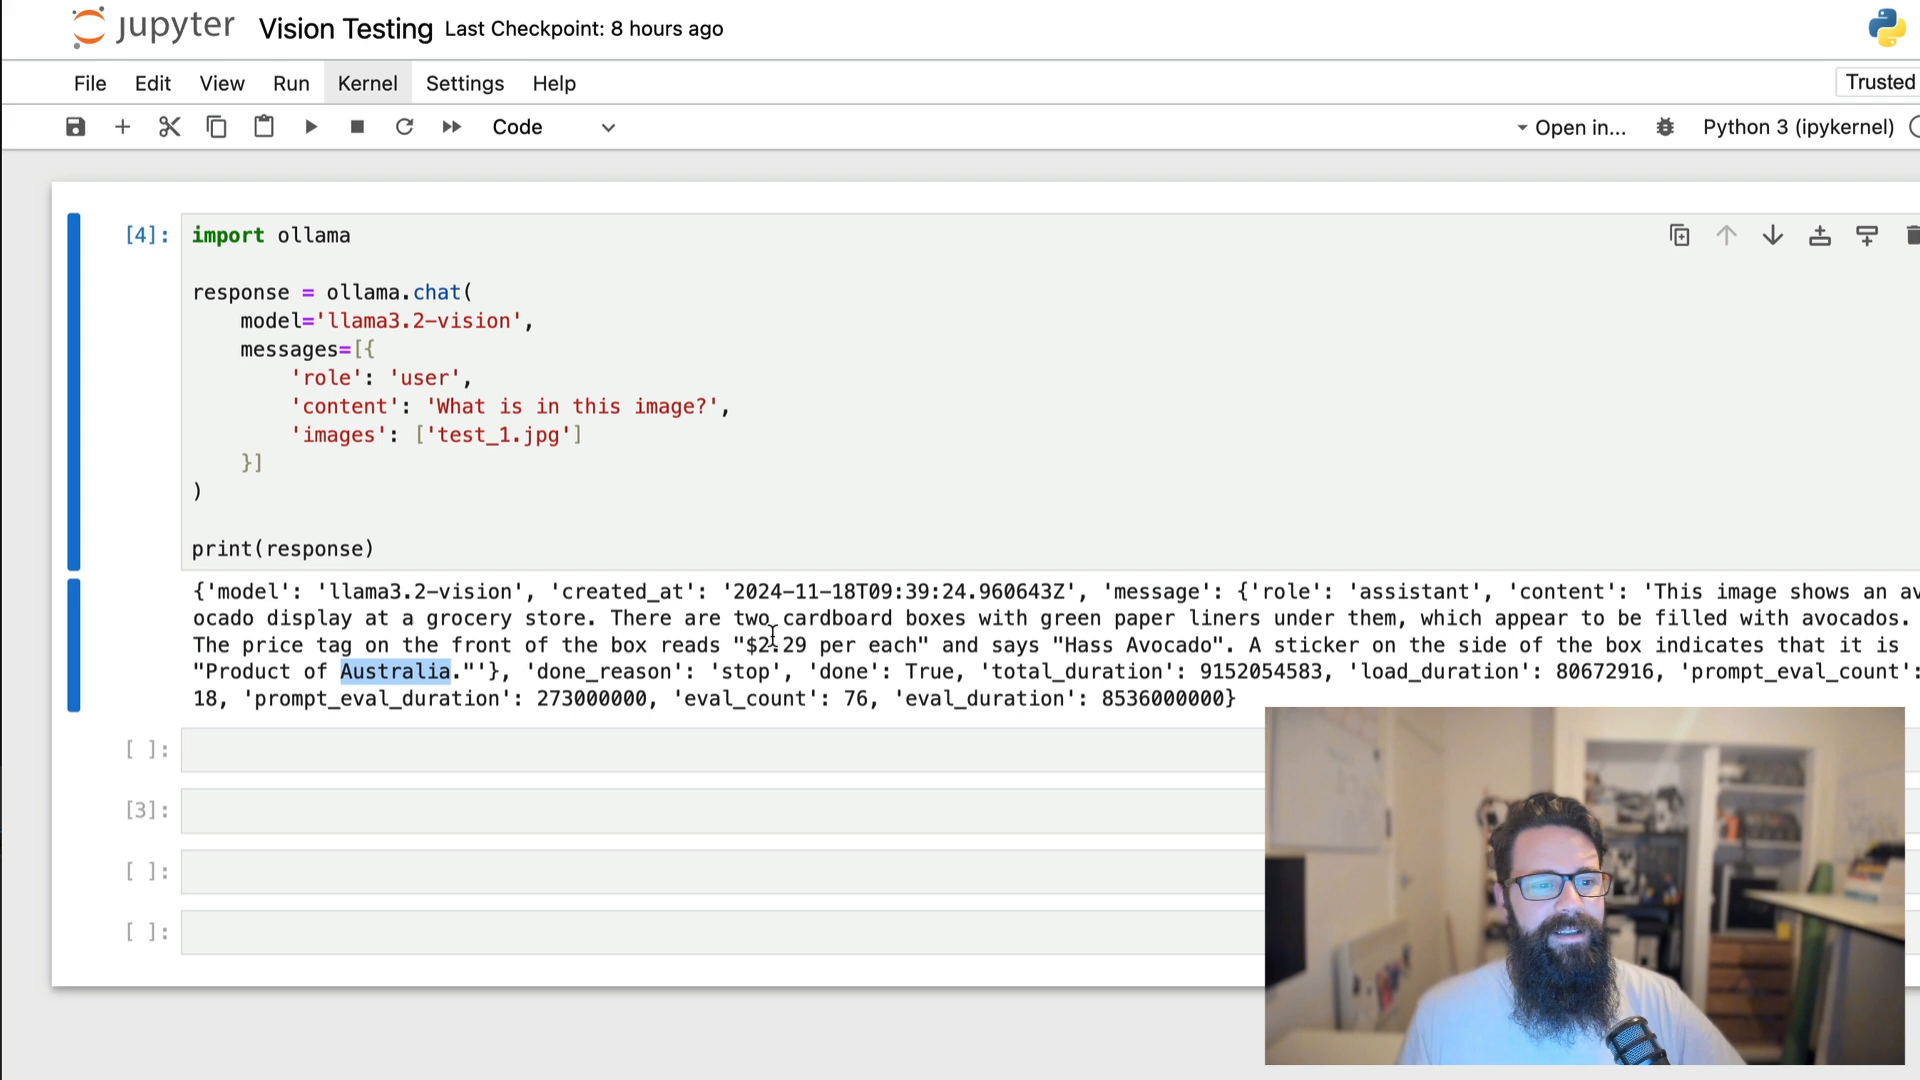 jupyter Vision Testing Last Checkpoint: 8 hours ago
File Edit View Run Kernel Settings Help Trusted
Code Open in... Python 3 (ipykernel)
[4]: import ollama
response = ollama.chat(
    model='llama3.2-vision',
    messages=[{
        'role': 'user',
        'content': 'What is in this image?',
        'images': ['test_1.jpg']
    }]
)
print(response)
{'model': 'llama3.2-vision', 'created_at': '2024-11-18T09:39:24.960643Z', 'message': {'role': 'assistant', 'content': 'This image shows an av
ocado display at a grocery store. There are two cardboard boxes with green paper liners under them, which appear to be filled with avocados.
The price tag on the front of the box reads "$2.29 per each" and says "Hass Avocado". A sticker on the side of the box indicates that it is
"Product of Australia."'}, 'done_reason': 'stop', 'done': True, 'total_duration': 9152054583, 'load_duration': 80672916, 'prompt_eval_count':
18, 'prompt_eval_duration': 273000000, 'eval_count': 76, 'eval_duration': 8536000000}
[ ]:
[3]:
[ ]:
[ ]: